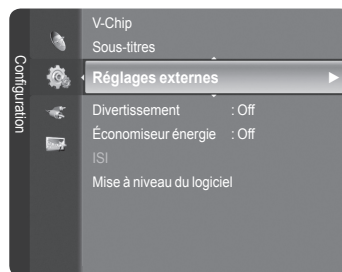 Configuration
V-Chip
Sous-titres
Réglages externes
Divertissement : Off
Économiseur énergie : Off
ISI
Mise à niveau du logiciel